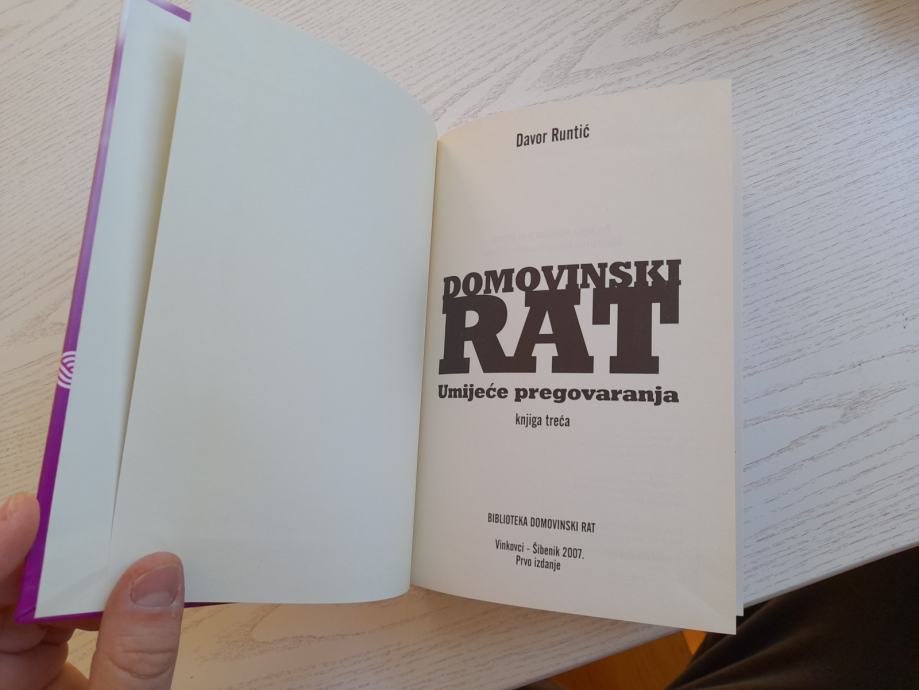 Davor Runtić
DOMOVINSKI
RAT
Umijeće pregovaranja
knjiga treća
BIBLIOTEKA DOMOVINSKI RAT
Vinkovci - Šibenik 2007.
Prvo izdanje